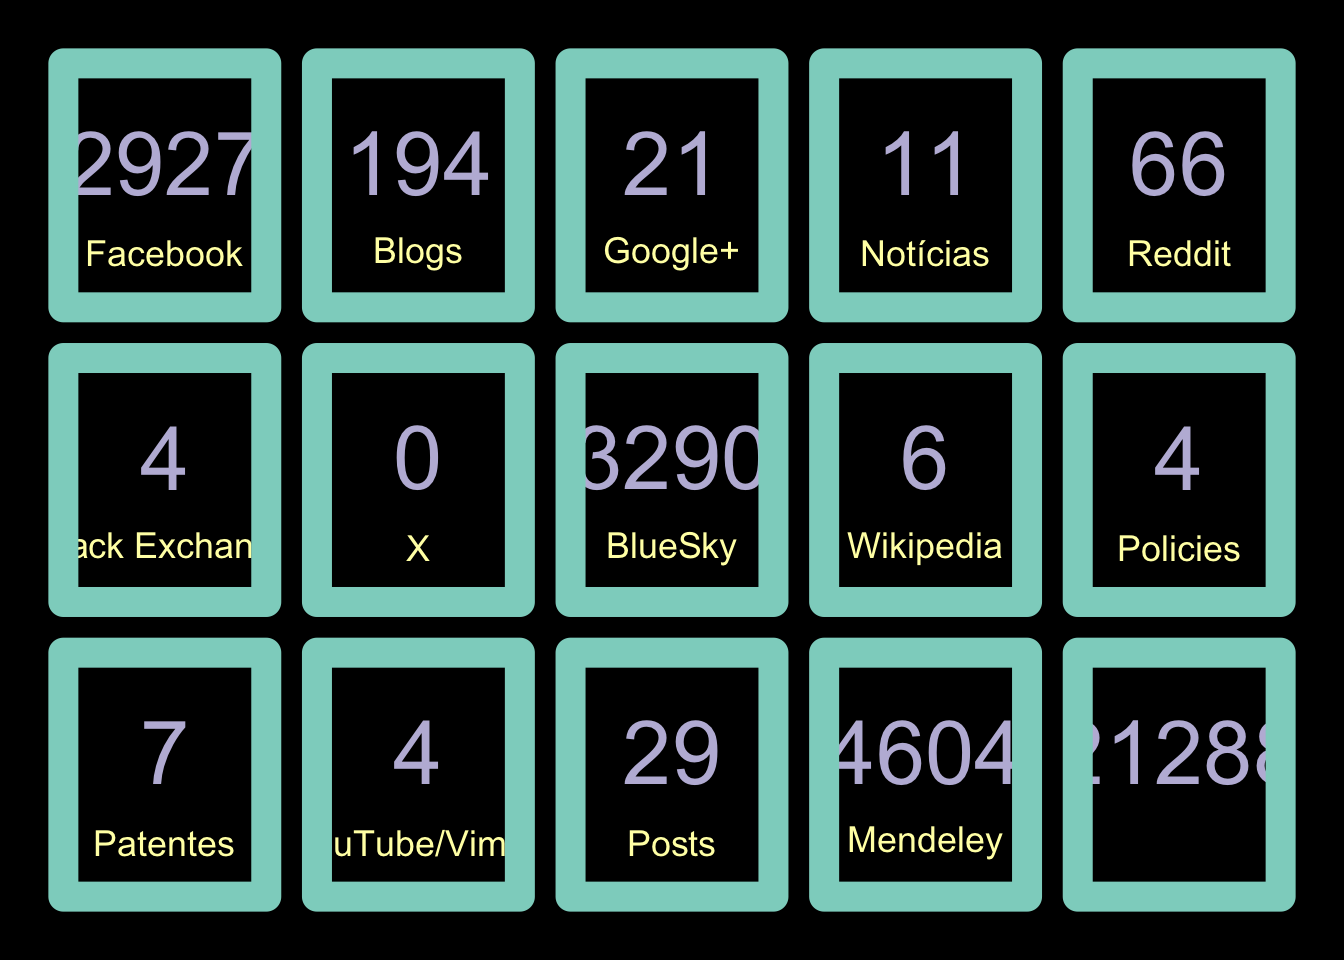 2927
Facebook
194
Blogs
21
Google+
11
Notícias
66
Reddit
4
ack Exchan
0
X
3290
BlueSky
6
Wikipedia
4
Policies
7
Patentes
4
uTube/Vim
29
Posts
4604
Mendeley
21288